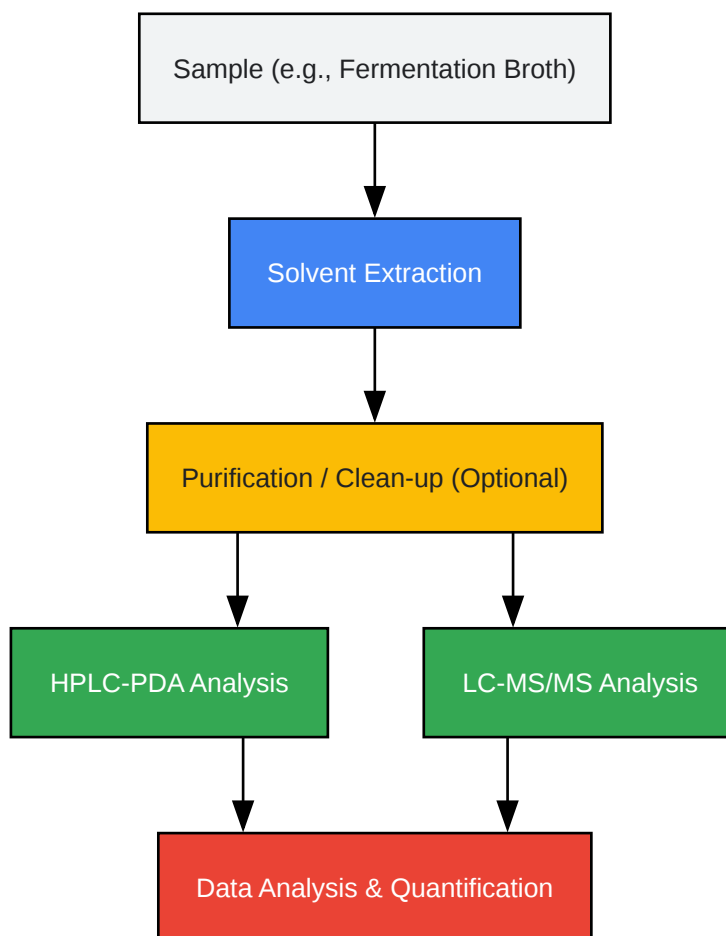 Sample (e.g., Fermentation Broth)
Solvent Extraction
Purification / Clean-up (Optional)
HPLC-PDA Analysis
LC-MS/MS Analysis
Data Analysis & Quantification